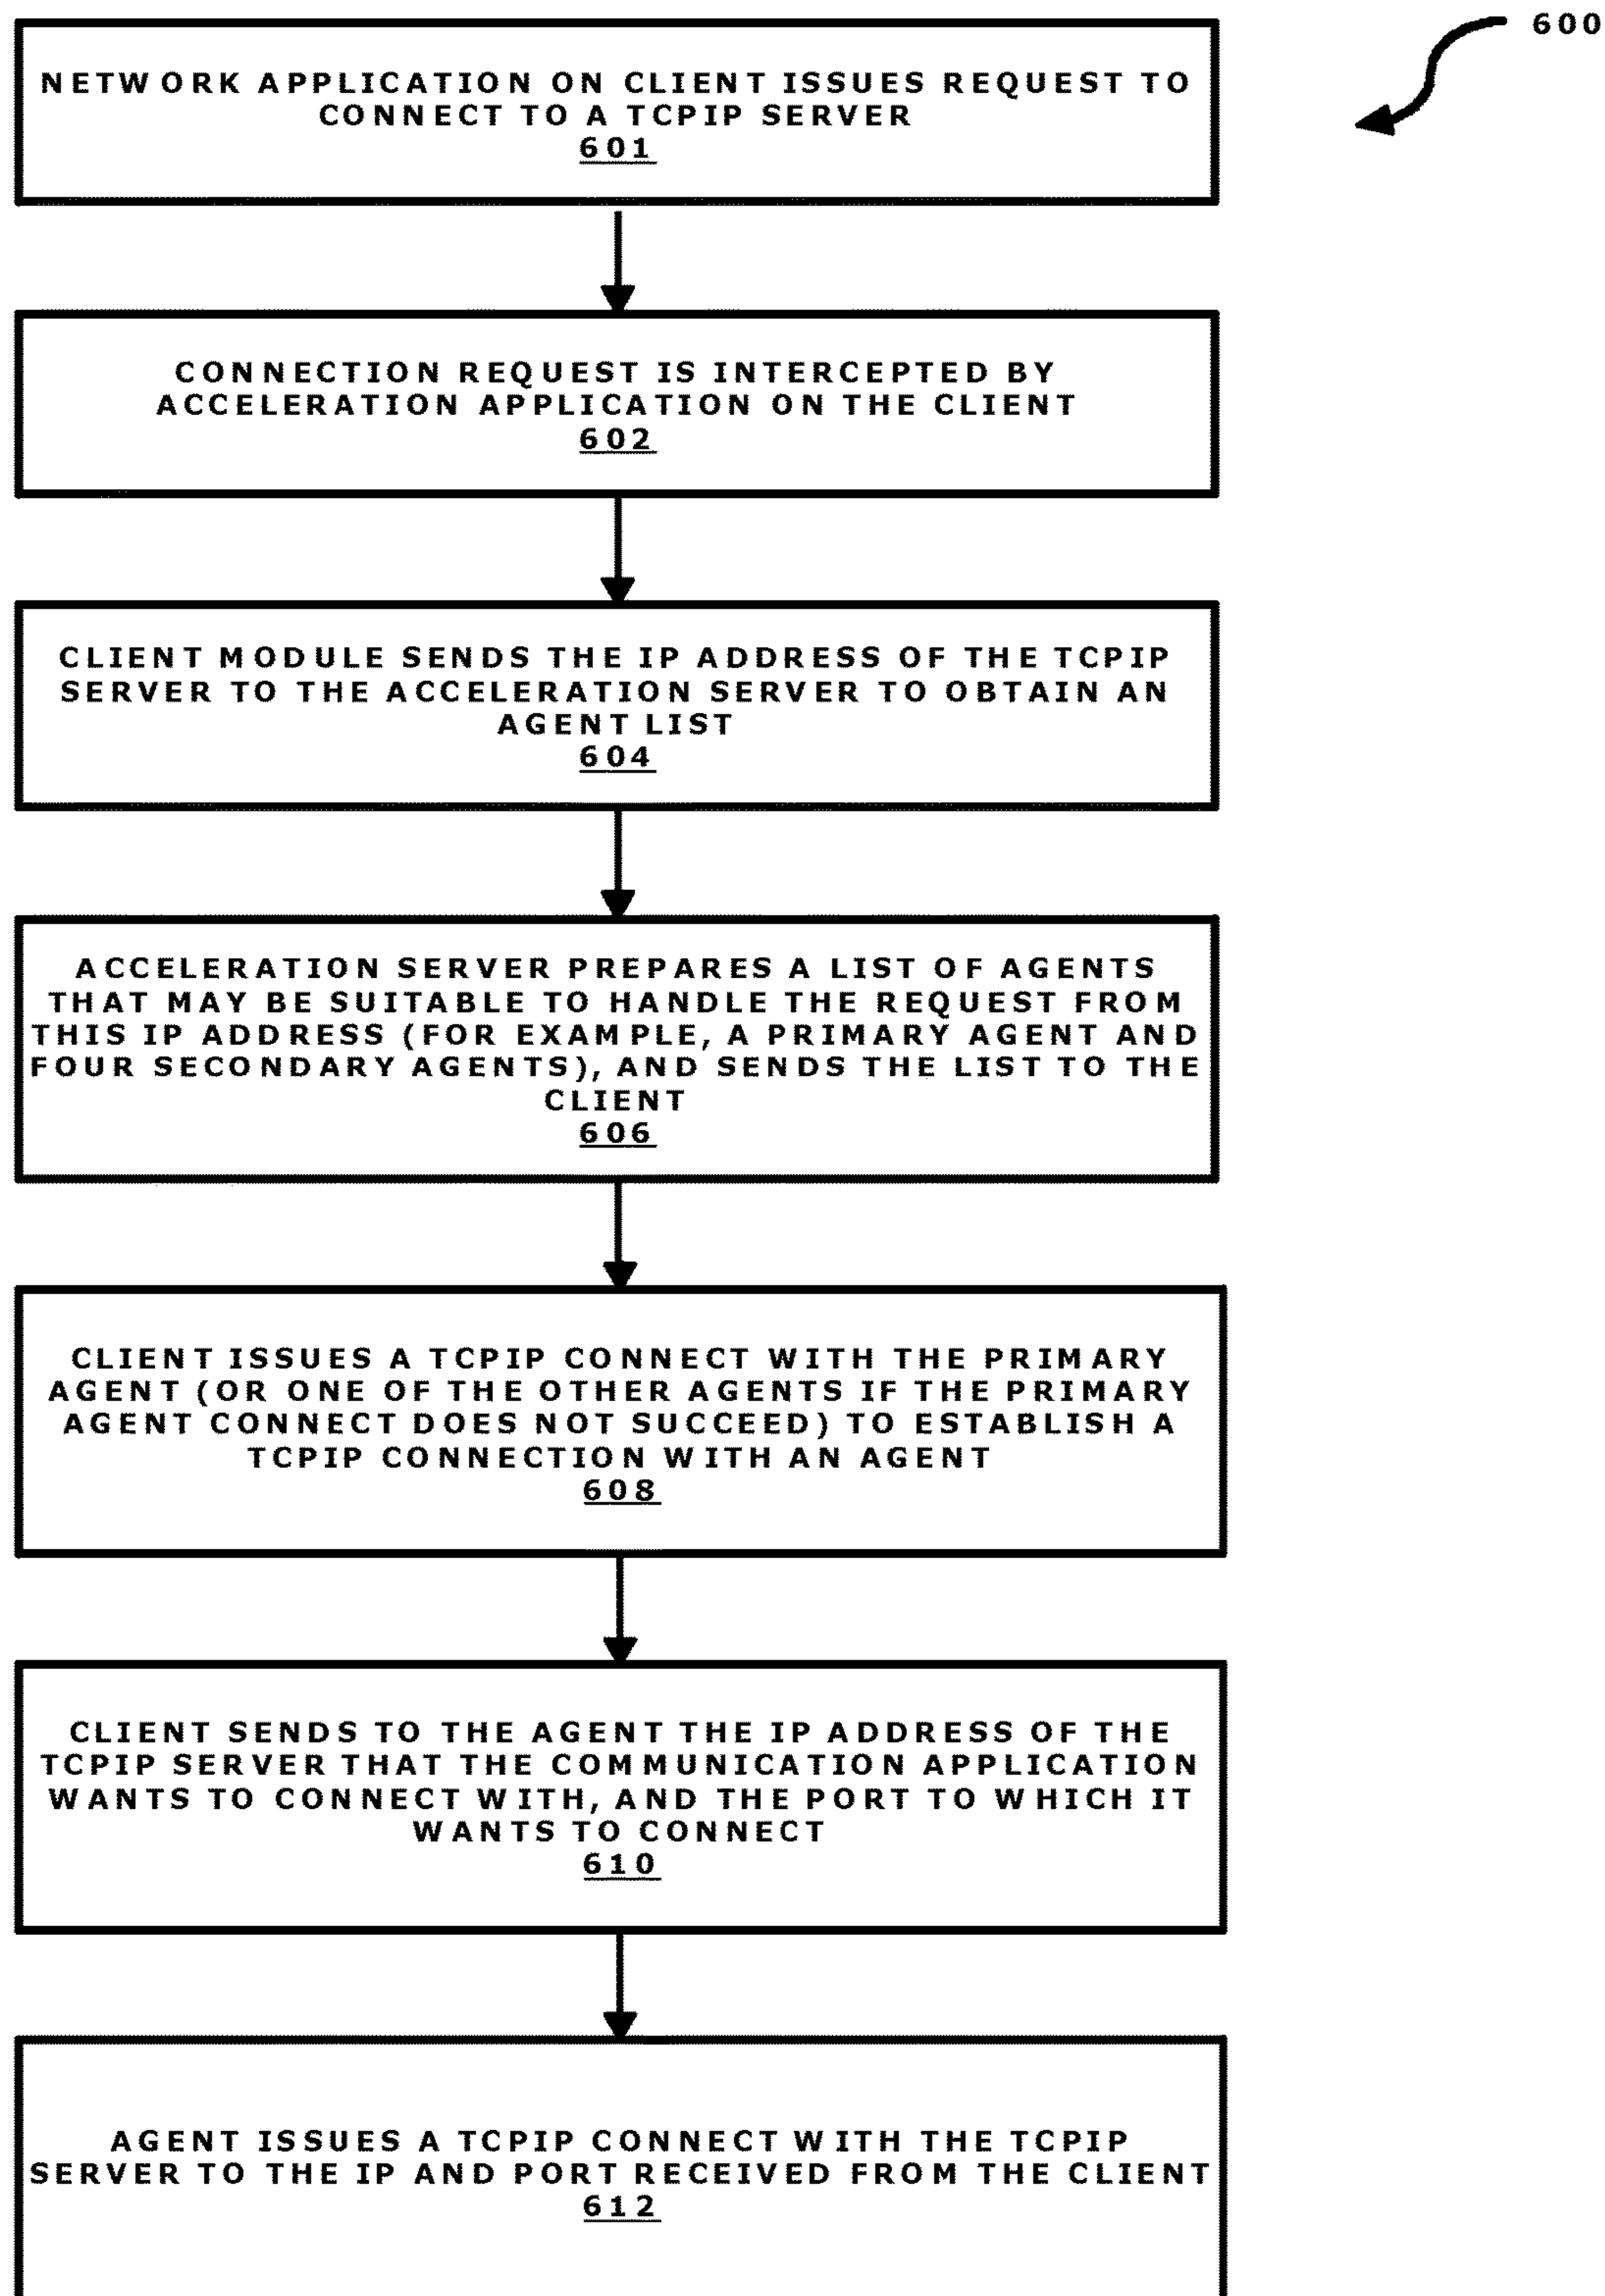 600
NETWORK APPLICATION ON CLIENT ISSUES REQUEST TO
CONNECT TO A TCPIP SERVER
601
CONNECTION REQUEST IS INTERCEPTED BY
ACCELERATION APPLICATION ON THE CLIENT
602
CLIENT MODULE SENDS THE IP ADDRESS OF THE TCPIP
SERVER TO THE ACCELERATION SERVER TO OBTAIN AN
AGENT LIST
604
ACCELERATION SERVER PREPARES A LIST OF AGENTS
THAT MAY BE SUITABLE TO HANDLE THE REQUEST FROM
THIS IP ADDRESS (FOR EXAMPLE, A PRIMARY AGENT AND
FOUR SECONDARY AGENTS), AND SENDS THE LIST TO THE
CLIENT
606
CLIENT ISSUES A TCPIP CONNECT WITH THE PRIMARY
AGENT (OR ONE OF THE OTHER AGENTS IF THE PRIMARY
AGENT CONNECT DOES NOT SUCCEED) TO ESTABLISH A
TCPIP CONNECTION WITH AN AGENT
608
CLIENT SENDS TO THE AGENT THE IP ADDRESS OF THE
TCPIP SERVER THAT THE COMMUNICATION APPLICATION
WANTS TO CONNECT WITH, AND THE PORT TO WHICH IT
WANTS TO CONNECT
610
AGENT ISSUES A TCPIP CONNECT WITH THE TCPIP
SERVER TO THE IP AND PORT RECEIVED FROM THE CLIENT
612